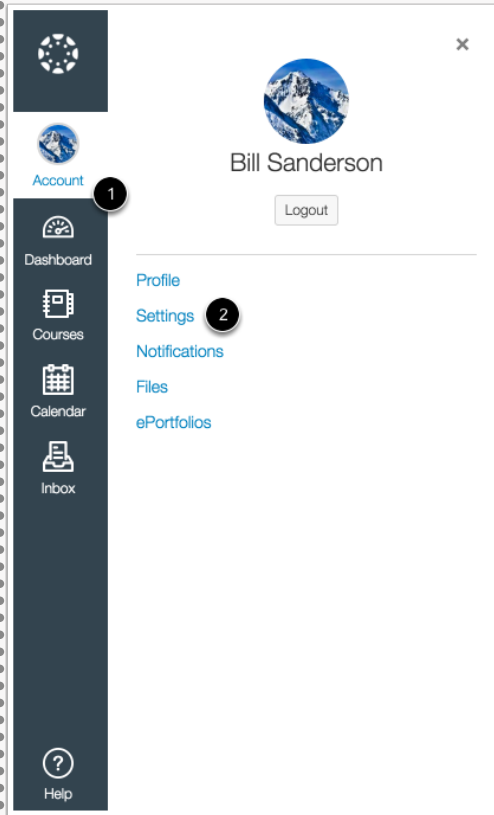 Account
1
Dashboard
Courses
Calendar
Inbox
?
Help
×
Bill Sanderson
Logout
Profile
Settings 2
Notifications
Files
ePortfolios